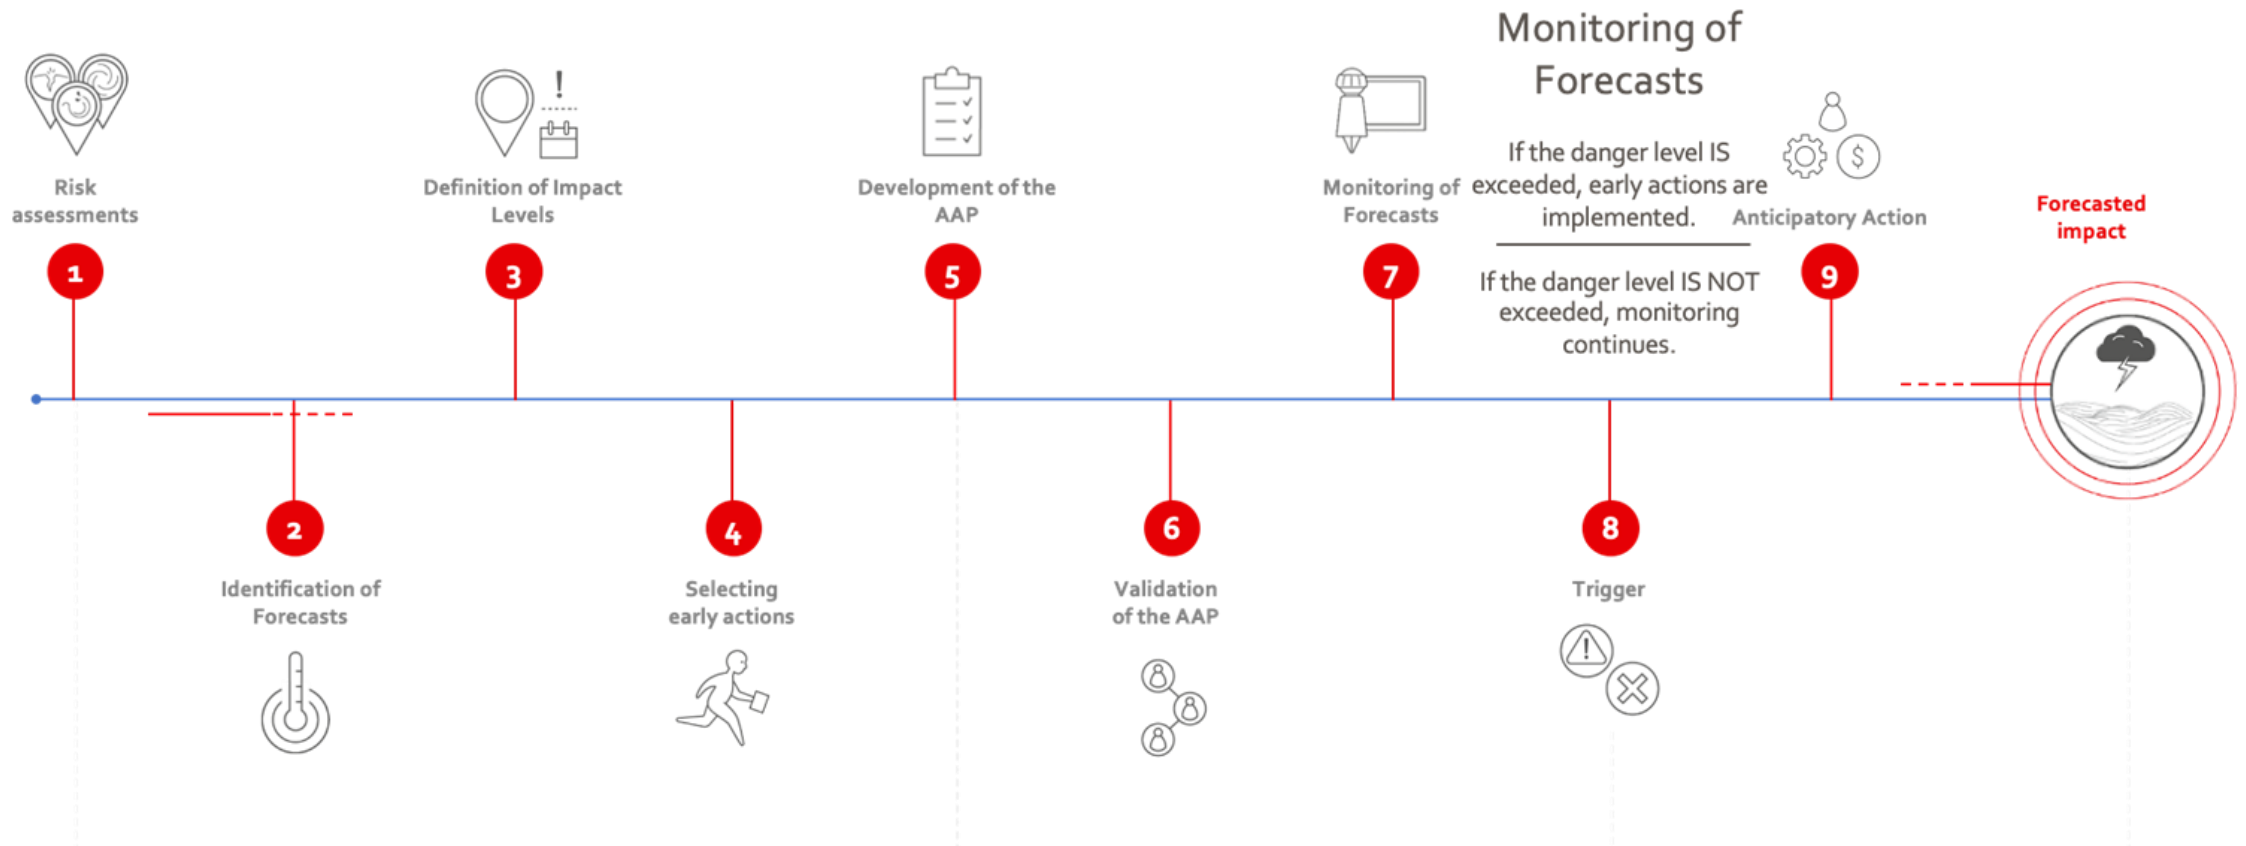 Risk
assessments
1
2
Identification of
Forecasts
!
Definition of Impact
Levels
3
4
Selecting
early actions
Development of the
AAP
5
6
Validation
of the AAP
Monitoring of
Forecasts
7
Monitoring of
Forecasts
If the danger level IS
exceeded, early actions are
implemented.
If the danger level IS NOT
exceeded, monitoring
continues.
8
Trigger
!
$
Anticipatory Action
9
Forecasted
impact